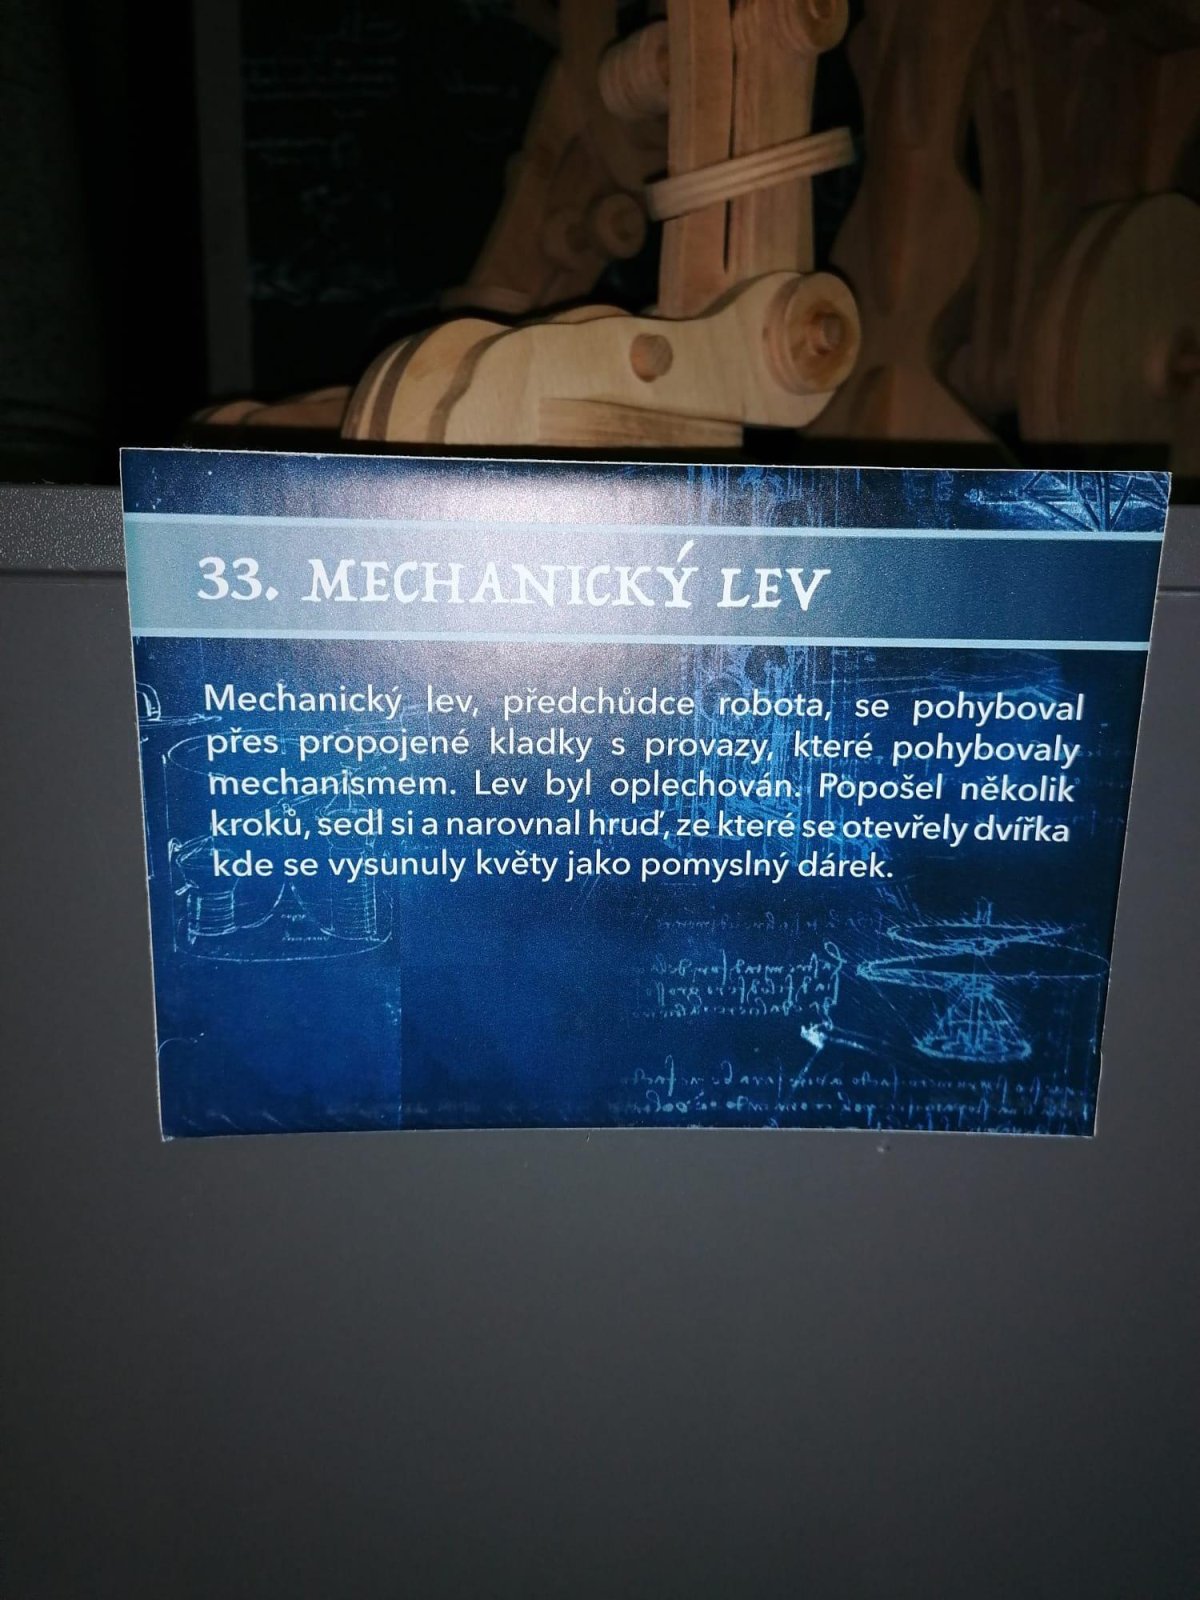 33. MECHANICKÝ LEV
Mechanický lev, předchůdce robota, se pohyboval
přes propojené kladky s provazy, které pohybovaly
mechanismem. Lev byl oplechován. Popošel několik
kroků, sedl si a narovnal hruď, ze které se otevřely dvířka
kde se vysunuly květy jako pomyslný dárek.